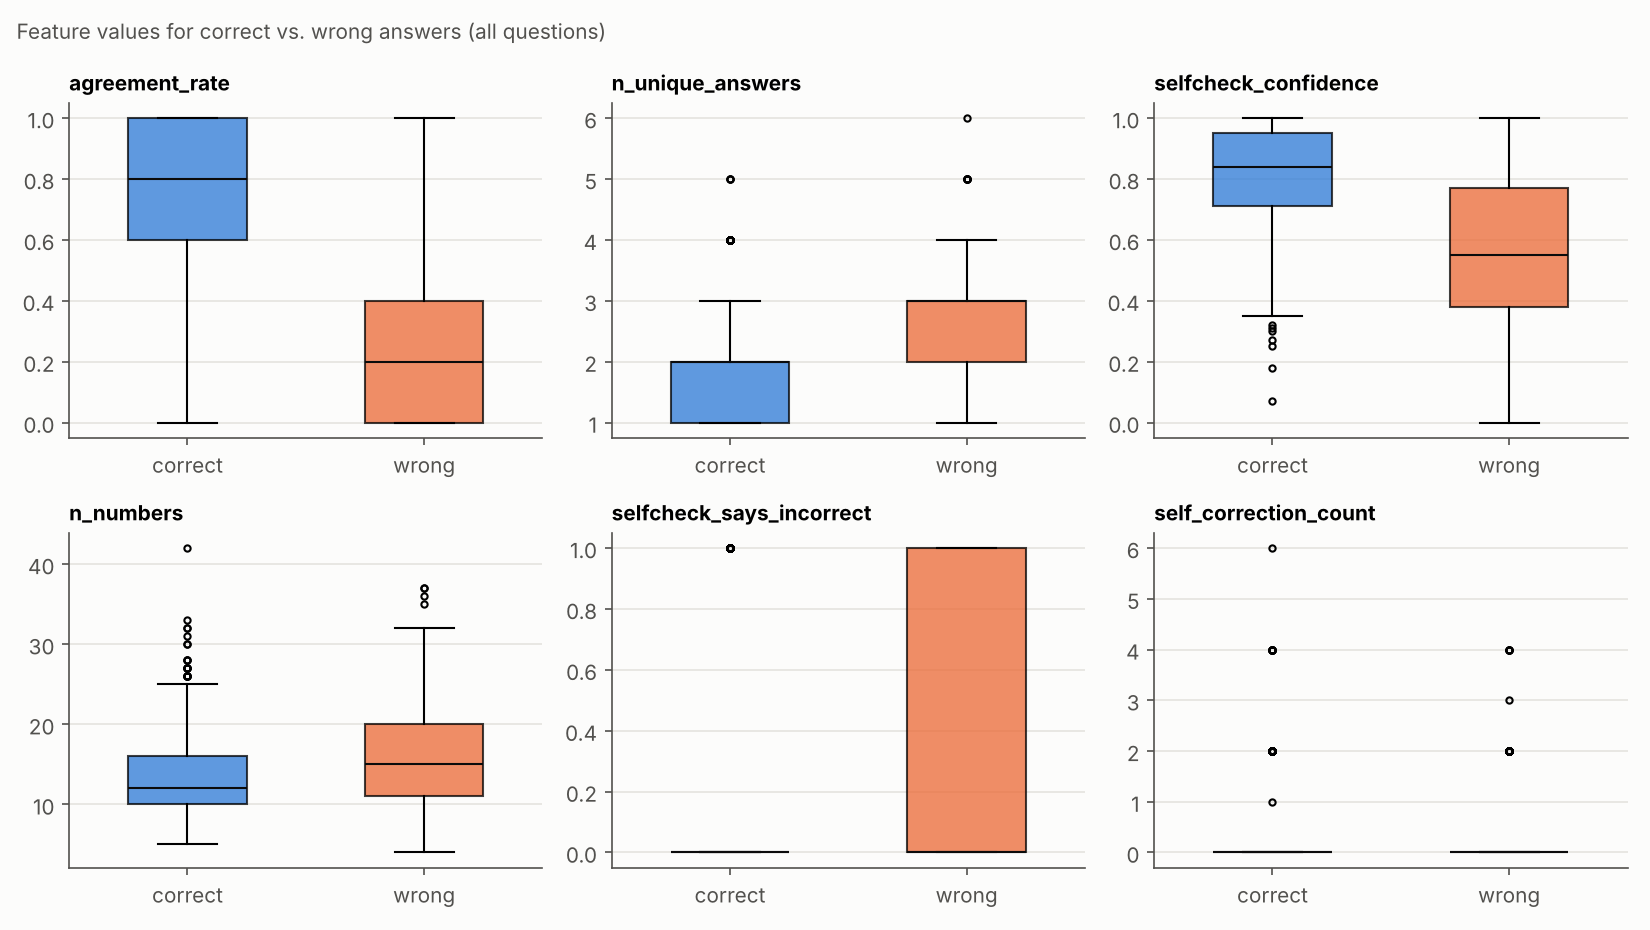 Feature values for correct vs. wrong answers (all questions)
agreement_rate
1.0
0.8
0.6
0.4
0.2
0.0
correct wrong
n_unique_answers
6
5
4
3
2
1
correct wrong
selfcheck_confidence
1.0
0.8
0.6
0.4
0.2
0.0
correct wrong
n_numbers
40
30
20
10
correct wrong
selfcheck_says_incorrect
1.0
0.8
0.6
0.4
0.2
0.0
correct wrong
self_correction_count
6
5
4
3
2
1
0
correct wrong